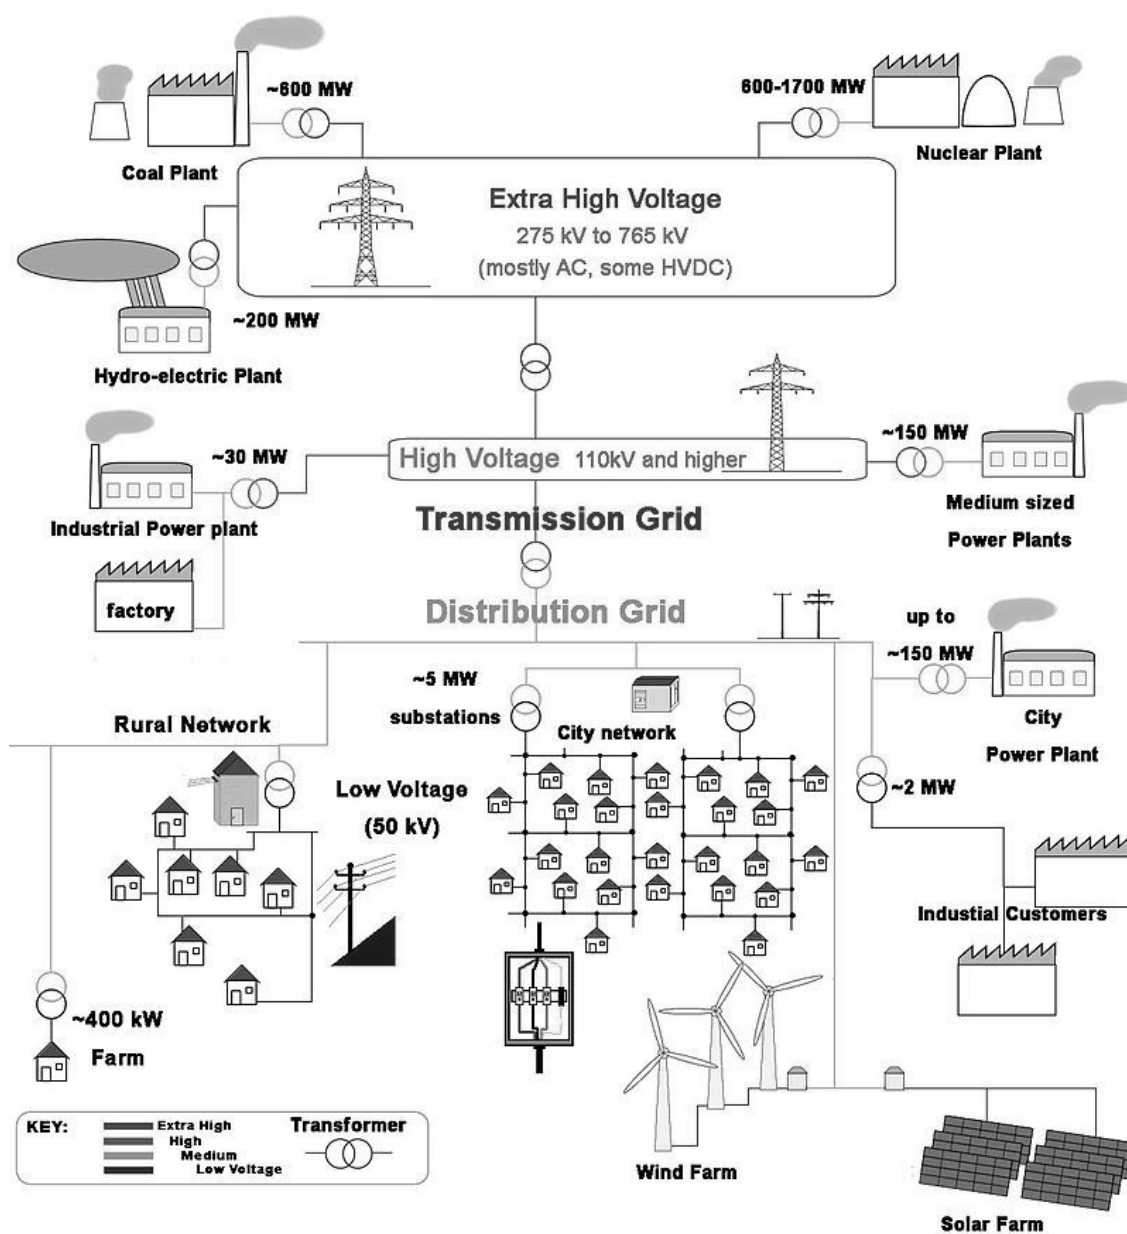 ~600 MW
Coal Plant
600-1700 MW
Nuclear Plant
Extra High Voltage
275 kV to 765 kV
(mostly AC, some HVDC)
~200 MW
Hydro-electric Plant
~30 MW
Industrial Power plant
factory
High Voltage 110kV and higher
~150 MW
Medium sized
Power Plants
Transmission Grid
Distribution Grid
up to
~150 MW
City
Power Plant
~5 MW
substations
City network
Rural Network
Low Voltage
(50 kV)
~2 MW
Industial Customers
~400 kW
Farm
Wind Farm
Solar Farm
KEY:
Extra High
High
Medium
Low Voltage
Transformer